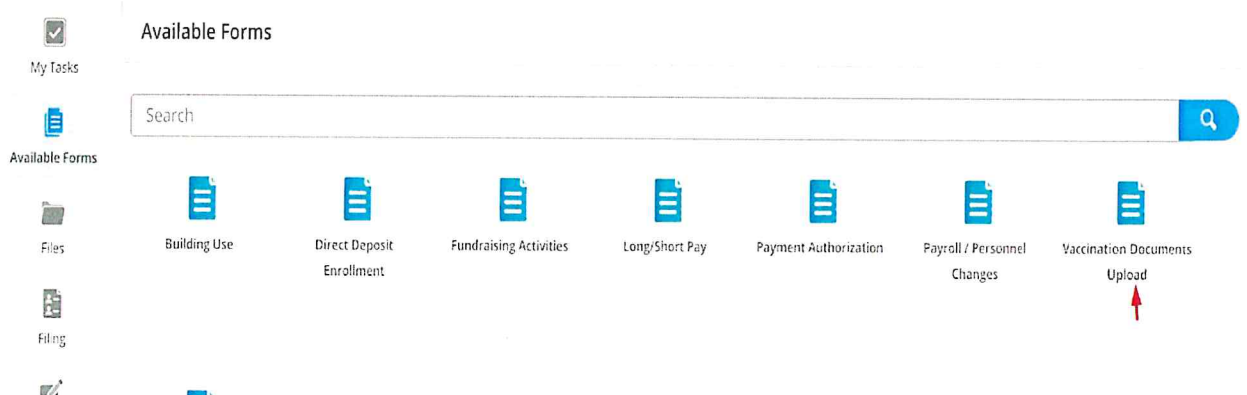 My Tasks
Available Forms
Available Forms
Search
Files
Filing
Building Use
Direct Deposit
Enrollment
Fundraising Activities
Long/Short Pay
Payment Authorization
Payroll / Personnel
Changes
Vaccination Documents
Upload